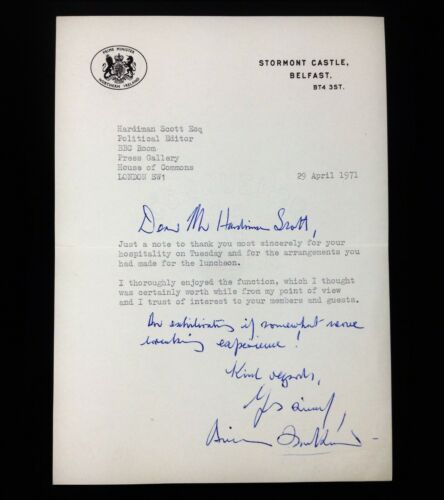 PRIME MINISTER
NORTHERN IRELAND
STORMONT CASTLE,
BELFAST.
BT4 3ST.
Hardiman Scott Esq
Political Editor
BBC Room
Press Gallery
House of Commons
LONDON SW1
29 April 1971
Dear Mr Hardiman Scott,
Just a note to thank you most sincerely for your
hospitality on Tuesday and for the arrangements you
had made for the luncheon.
I thoroughly enjoyed the function, which I thought
was certainly worth while from my point of view
and I trust of interest to your members and guests.
An exhilarating if somewhat nerve
wracking experience!
Kind regards,
Yrs sincerely,
Brian Faulkner